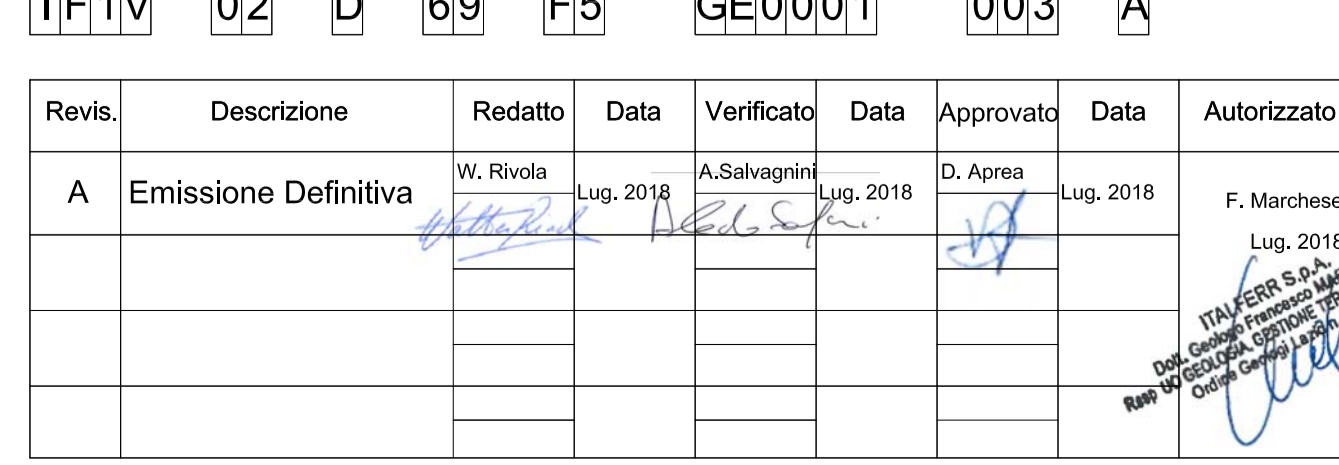 IF1V 02 D 69 F5 GE0001 003 A
Revis. Descrizione Redatto Data Verificato Data Approvato Data Autorizzato
A Emissione Definitiva W. Rivola Lug. 2018 A.Salvagnini Lug. 2018 D. Aprea Lug. 2018 F. Marchese
Lug. 2018
ITALFERR S.p.A.
Dott. Geologo Francesco
Resp UO GEOLOGIA, GESTIONE
Ordine Geologi Lazio n.